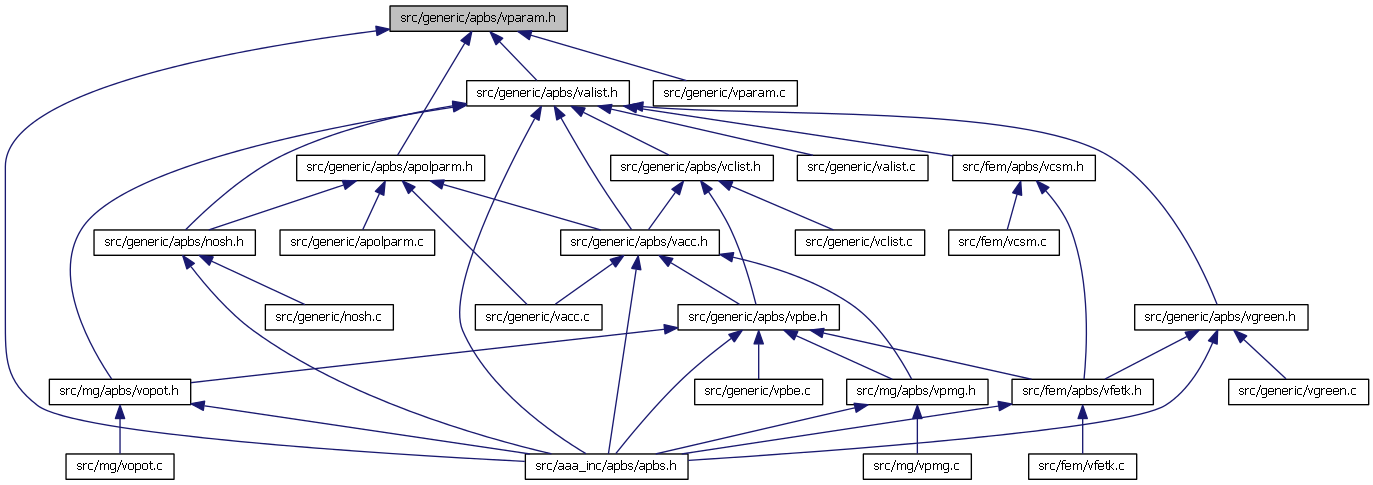 src/generic/apbs/vparam.h
src/generic/apbs/valist.h
src/generic/vparam.c
src/generic/apbs/apolparm.h
src/generic/apbs/vclist.h
src/generic/valist.c
src/fem/apbs/vcsm.h
src/generic/apbs/nosh.h
src/generic/apolparm.c
src/generic/apbs/vacc.h
src/generic/vclist.c
src/fem/vcsm.c
src/generic/nosh.c
src/generic/vacc.c
src/generic/apbs/vpbe.h
src/generic/apbs/vgreen.h
src/mg/apbs/vopot.h
src/generic/vpbe.c
src/mg/apbs/vpmg.h
src/fem/apbs/vfetk.h
src/generic/vgreen.c
src/mg/vopot.c
src/aaa_inc/apbs/apbs.h
src/mg/vpmg.c
src/fem/vfetk.c